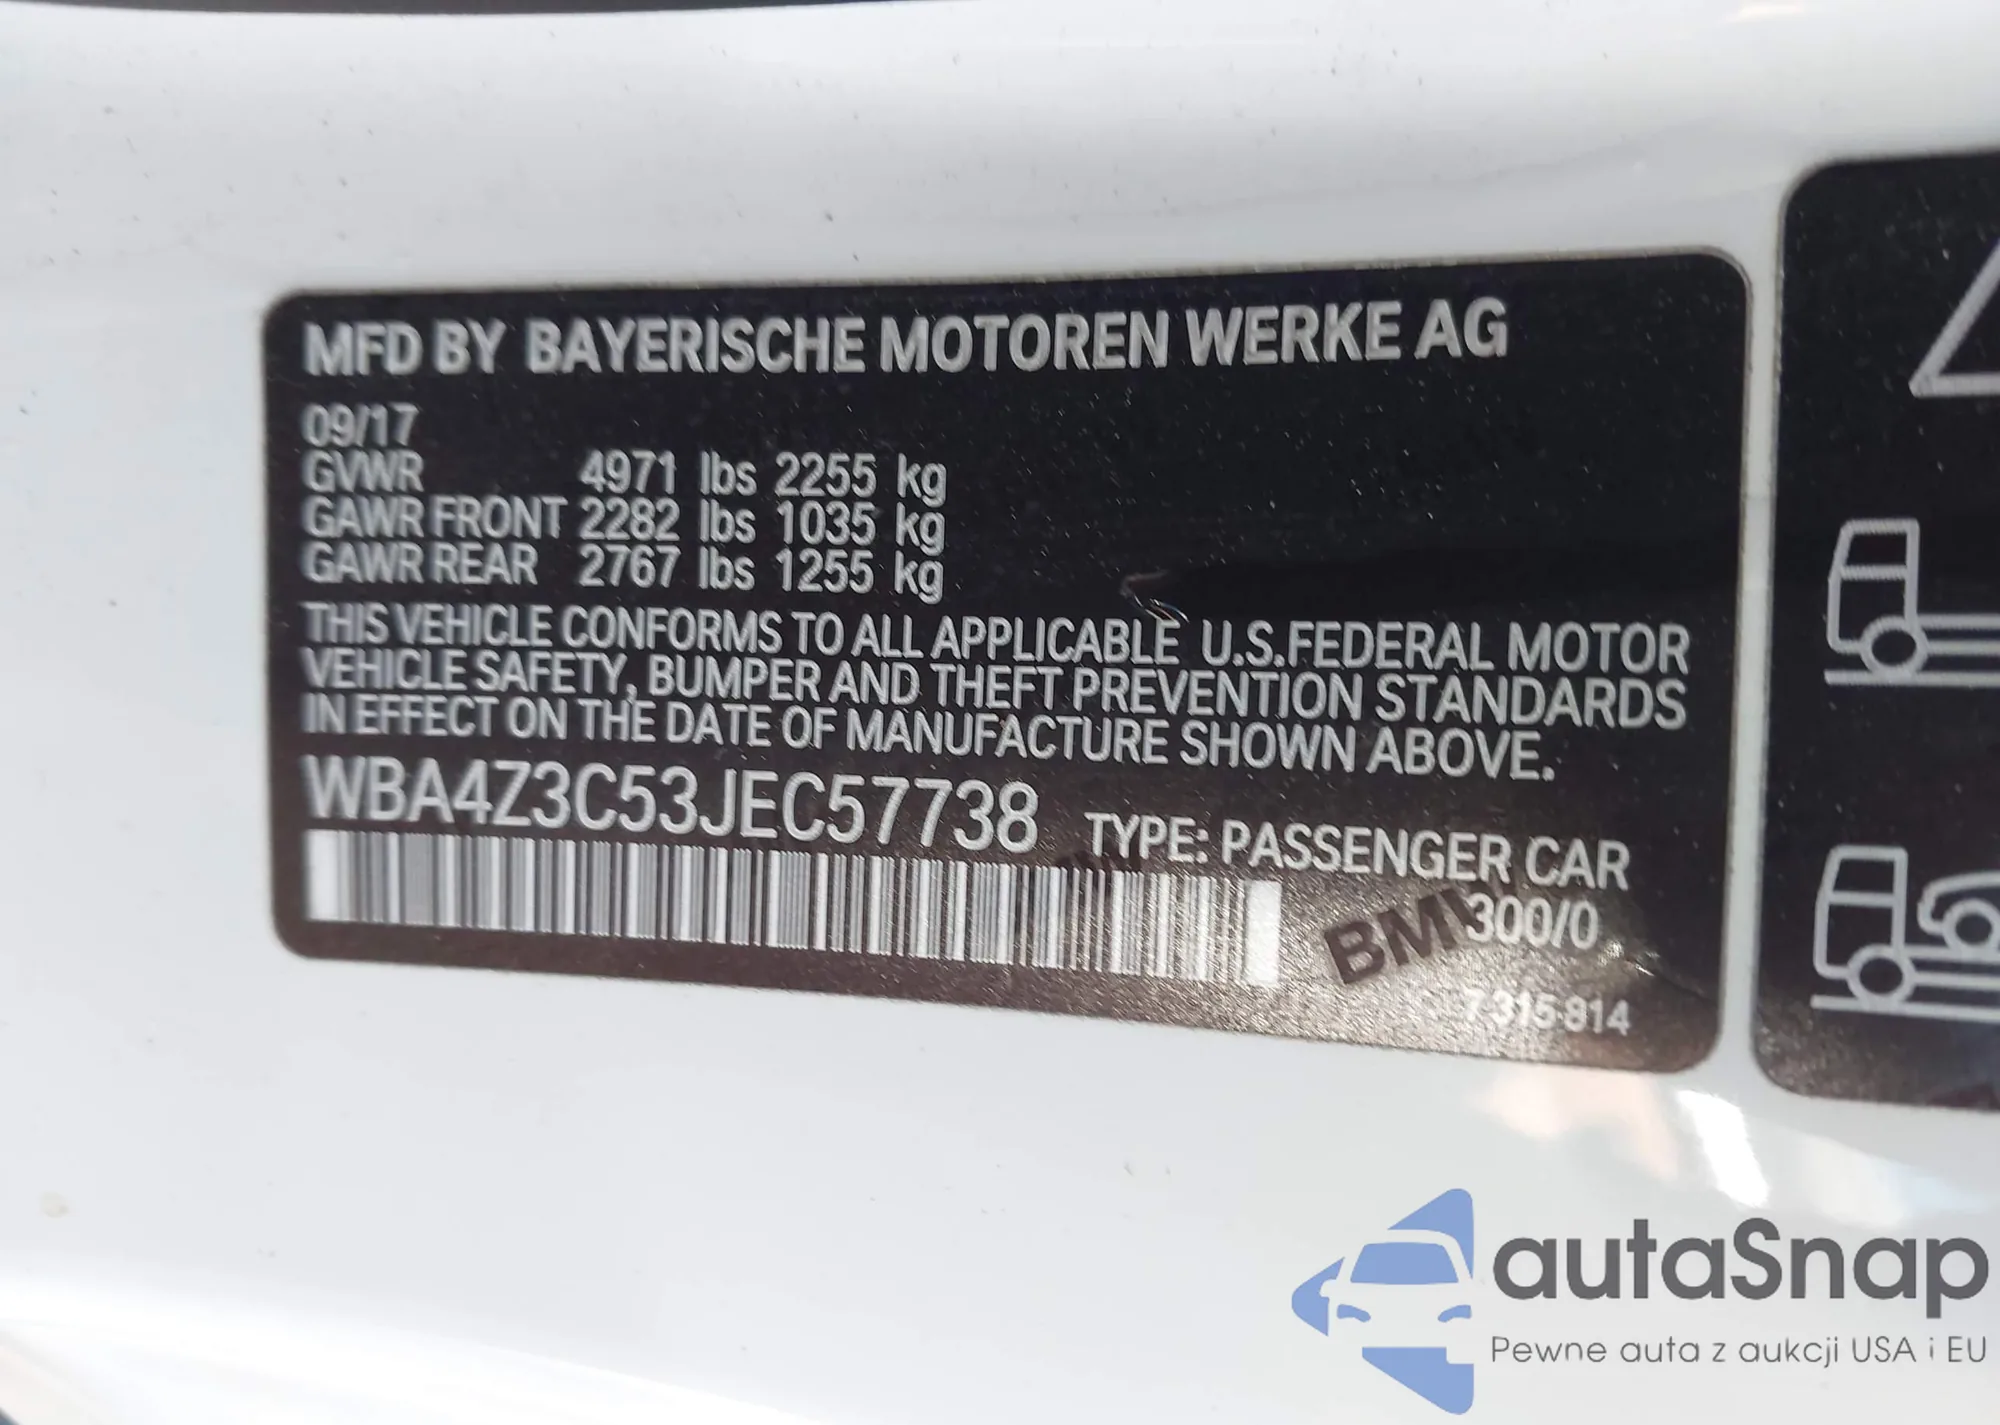 MFD BY BAYERISCHE MOTOREN WERKE AG
09/17
GVWR 4971 lbs 2255 kg
GAWR FRONT 2282 lbs 1035 kg
GAWR REAR 2767 lbs 1255 kg
THIS VEHICLE CONFORMS TO ALL APPLICABLE U.S.FEDERAL MOTOR
VEHICLE SAFETY, BUMPER AND THEFT PREVENTION STANDARDS
IN EFFECT ON THE DATE OF MANUFACTURE SHOWN ABOVE.
WBA4Z3C53JEC57738 TYPE: PASSENGER CAR
BMW 300/0
7 315 814
autaSnap
Pewne auta z aukcji USA i EU